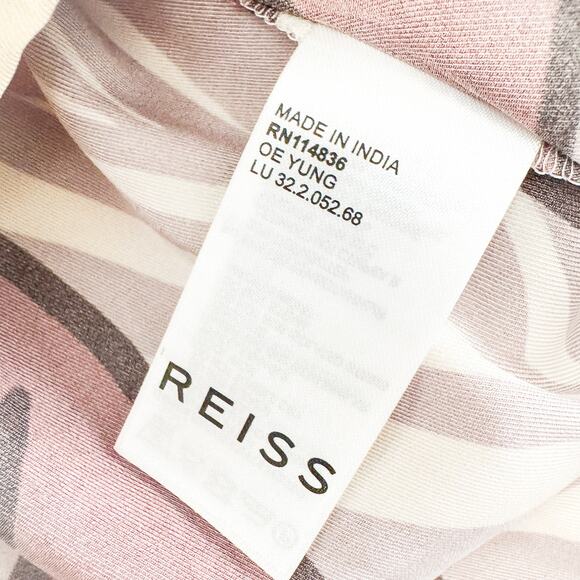 MADE IN INDIA
RN114836
OE YUNG
LU 32.2.052.68
REISS